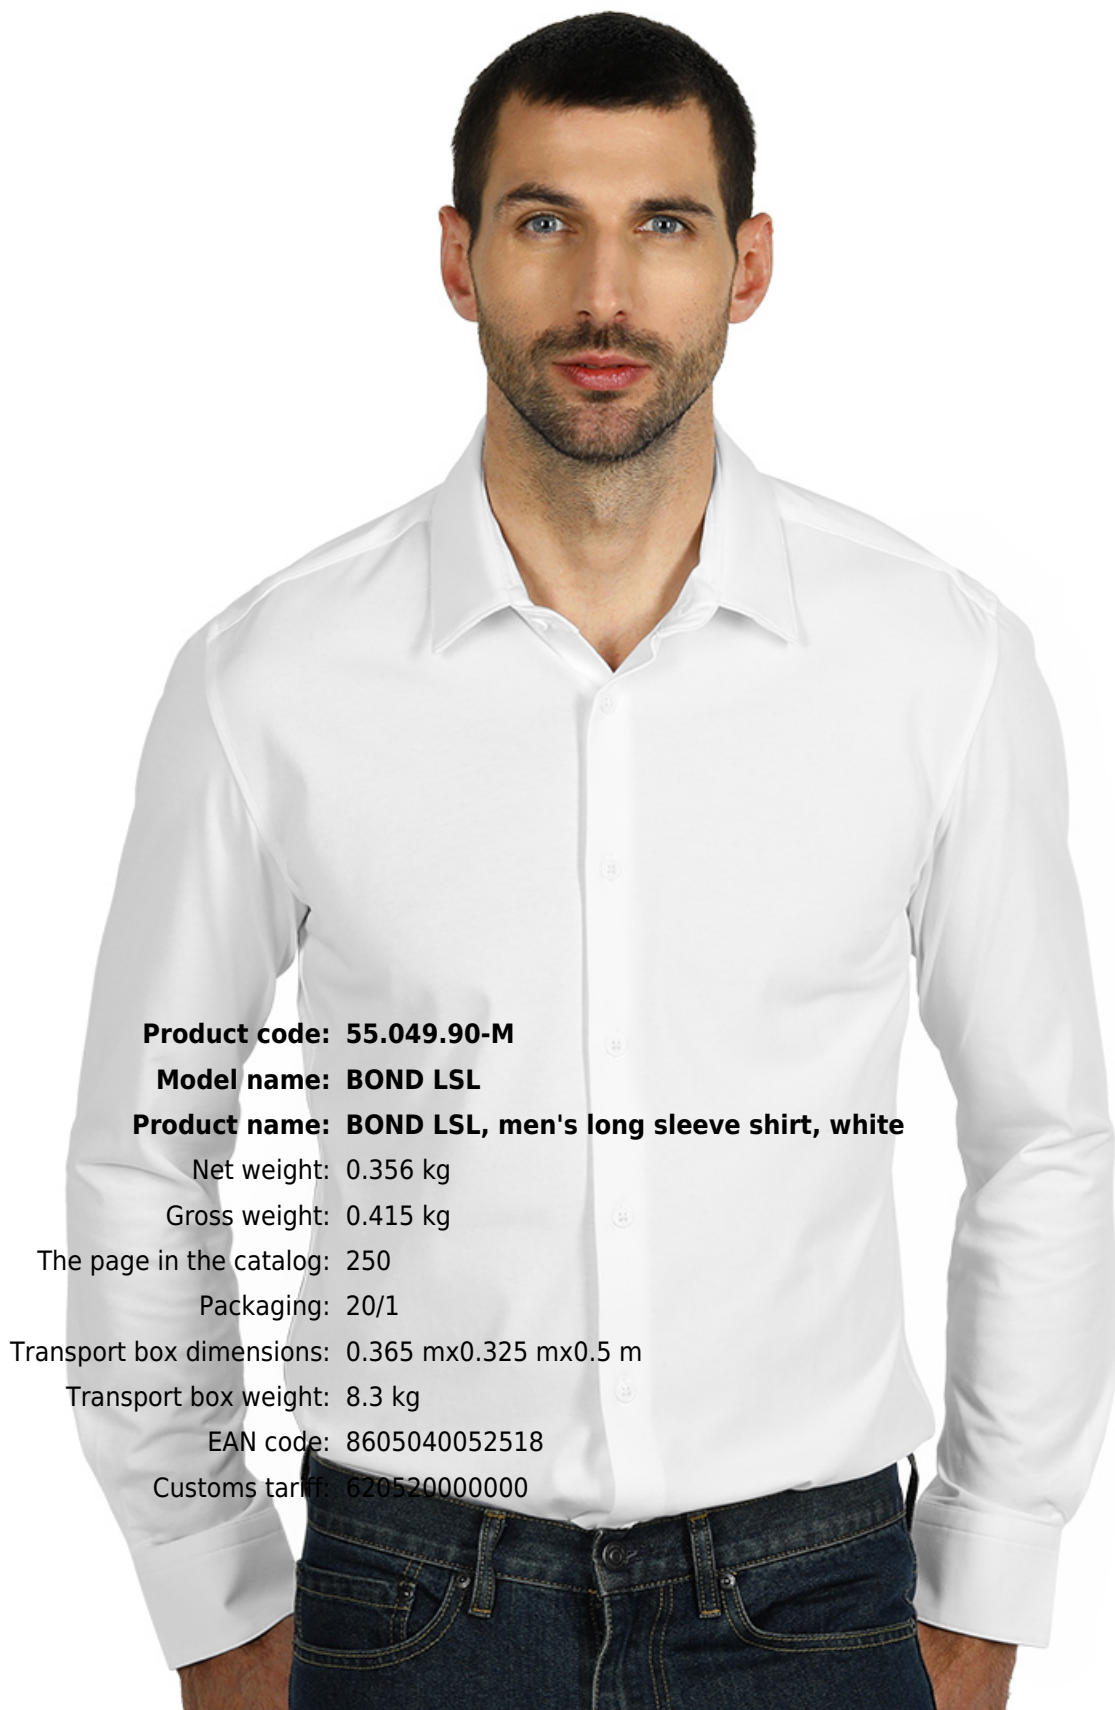 Product code: 55.049.90-M
Model name: BOND LSL
Product name: BOND LSL, men's long sleeve shirt, white
Net weight: 0.356 kg
Gross weight: 0.415 kg
The page in the catalog: 250
Packaging: 20/1
Transport box dimensions: 0.365 mx0.325 mx0.5 m
Transport box weight: 8.3 kg
EAN code: 8605040052518
Customs tariff: 620520000000